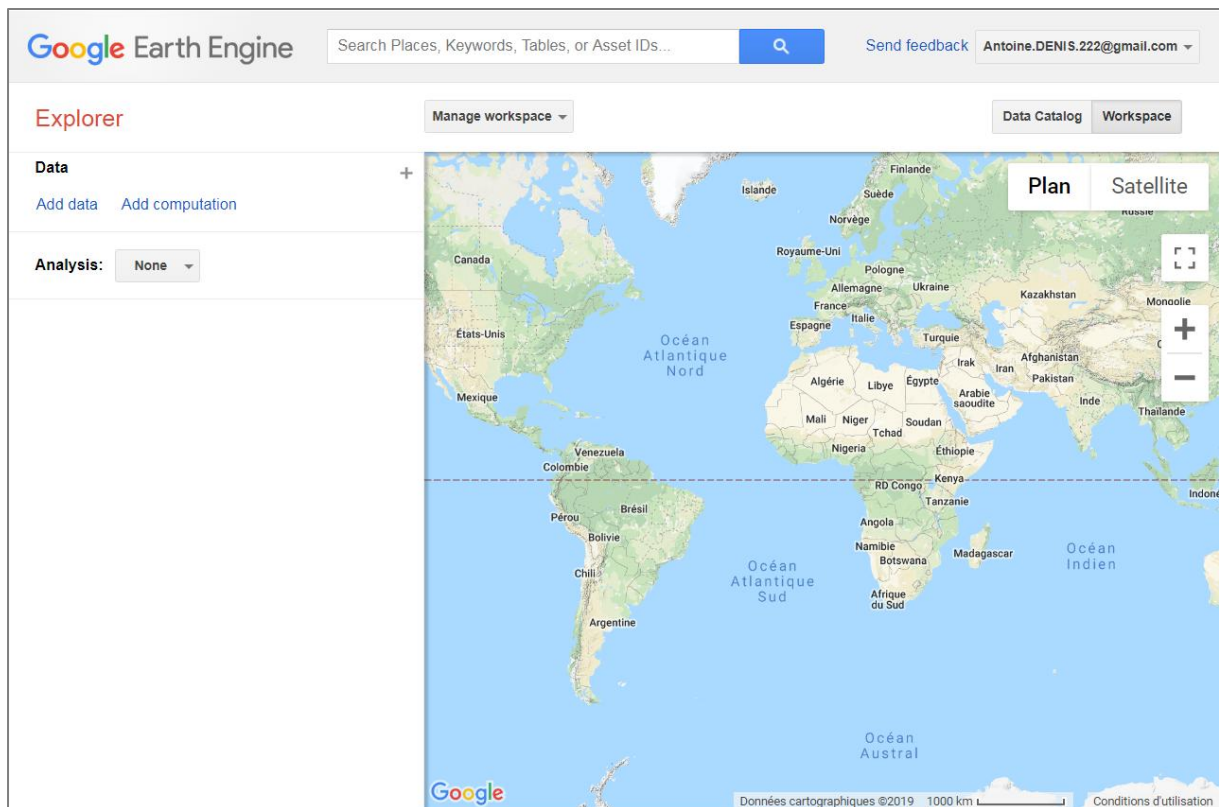 Google Earth Engine
Search Places, Keywords, Tables, or Asset IDs...
Send feedback
Antoine.DENIS.222@gmail.com
Explorer
Manage workspace
Data Catalog
Workspace
Data
+
Add data
Add computation
Analysis:
None
Plan
Satellite
Finlande
Islande
Suède
Russie
Norvège
Canada
Royaume-Uni
Pologne
Allemagne
Ukraine
Kazakhstan
France
Mongolie
Italie
Espagne
États-Unis
Turquie
Océan
Atlantique
Nord
Irak
Iran
Afghanistan
Pakistan
Algérie
Libye
Égypte
Arabie
saoudite
Inde
Mexique
Thaïlande
Mali
Niger
Soudan
Tchad
Nigeria
Éthiopie
Venezuela
Colombie
Kenya
RD Congo
Indoné
Tanzanie
Brésil
Pérou
Angola
Bolivie
Namibie
Botswana
Madagascar
Océan
Indien
Océan
Atlantique
Sud
Chili
Afrique
du Sud
Argentine
Océan
Austral
Google
Données cartographiques ©2019
1000 km
Conditions d'utilisation